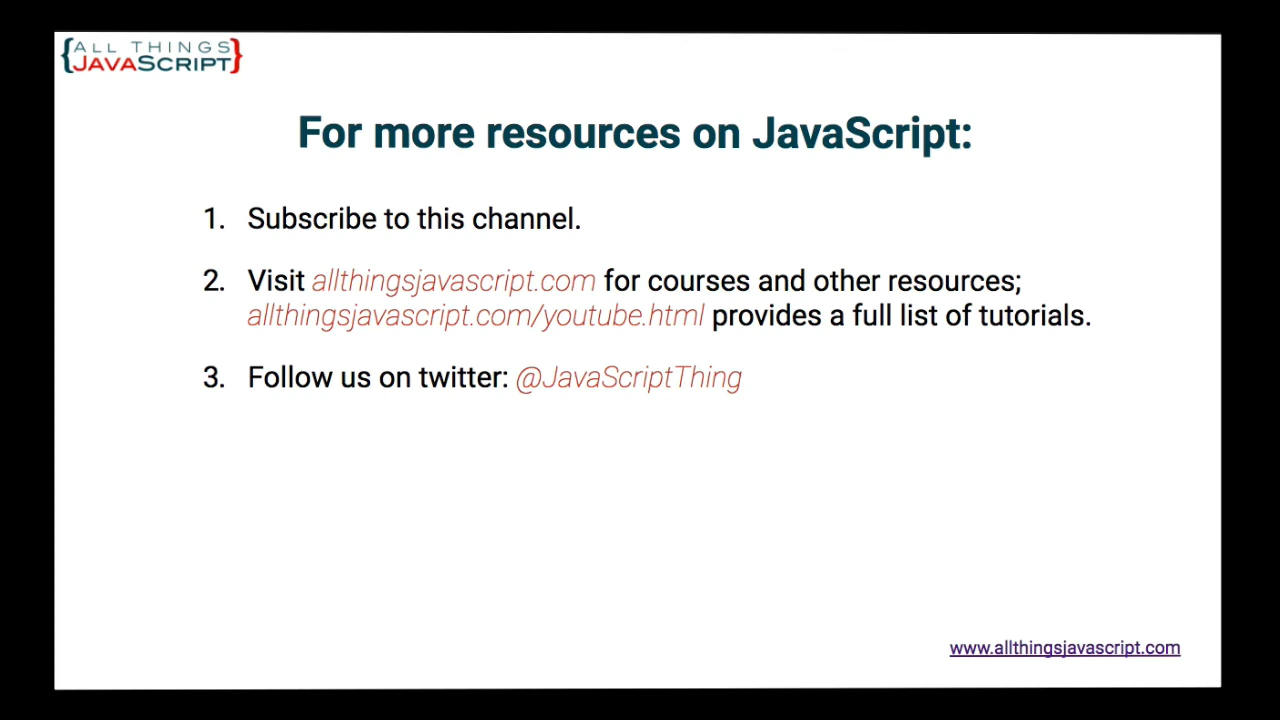 {ALL THINGS
JAVASCRIPT}
For more resources on JavaScript:
1. Subscribe to this channel.
2. Visit allthingsjavascript.com for courses and other resources;
allthingsjavascript.com/youtube.html provides a full list of tutorials.
3. Follow us on twitter: @JavaScriptThing
www.allthingsjavascript.com